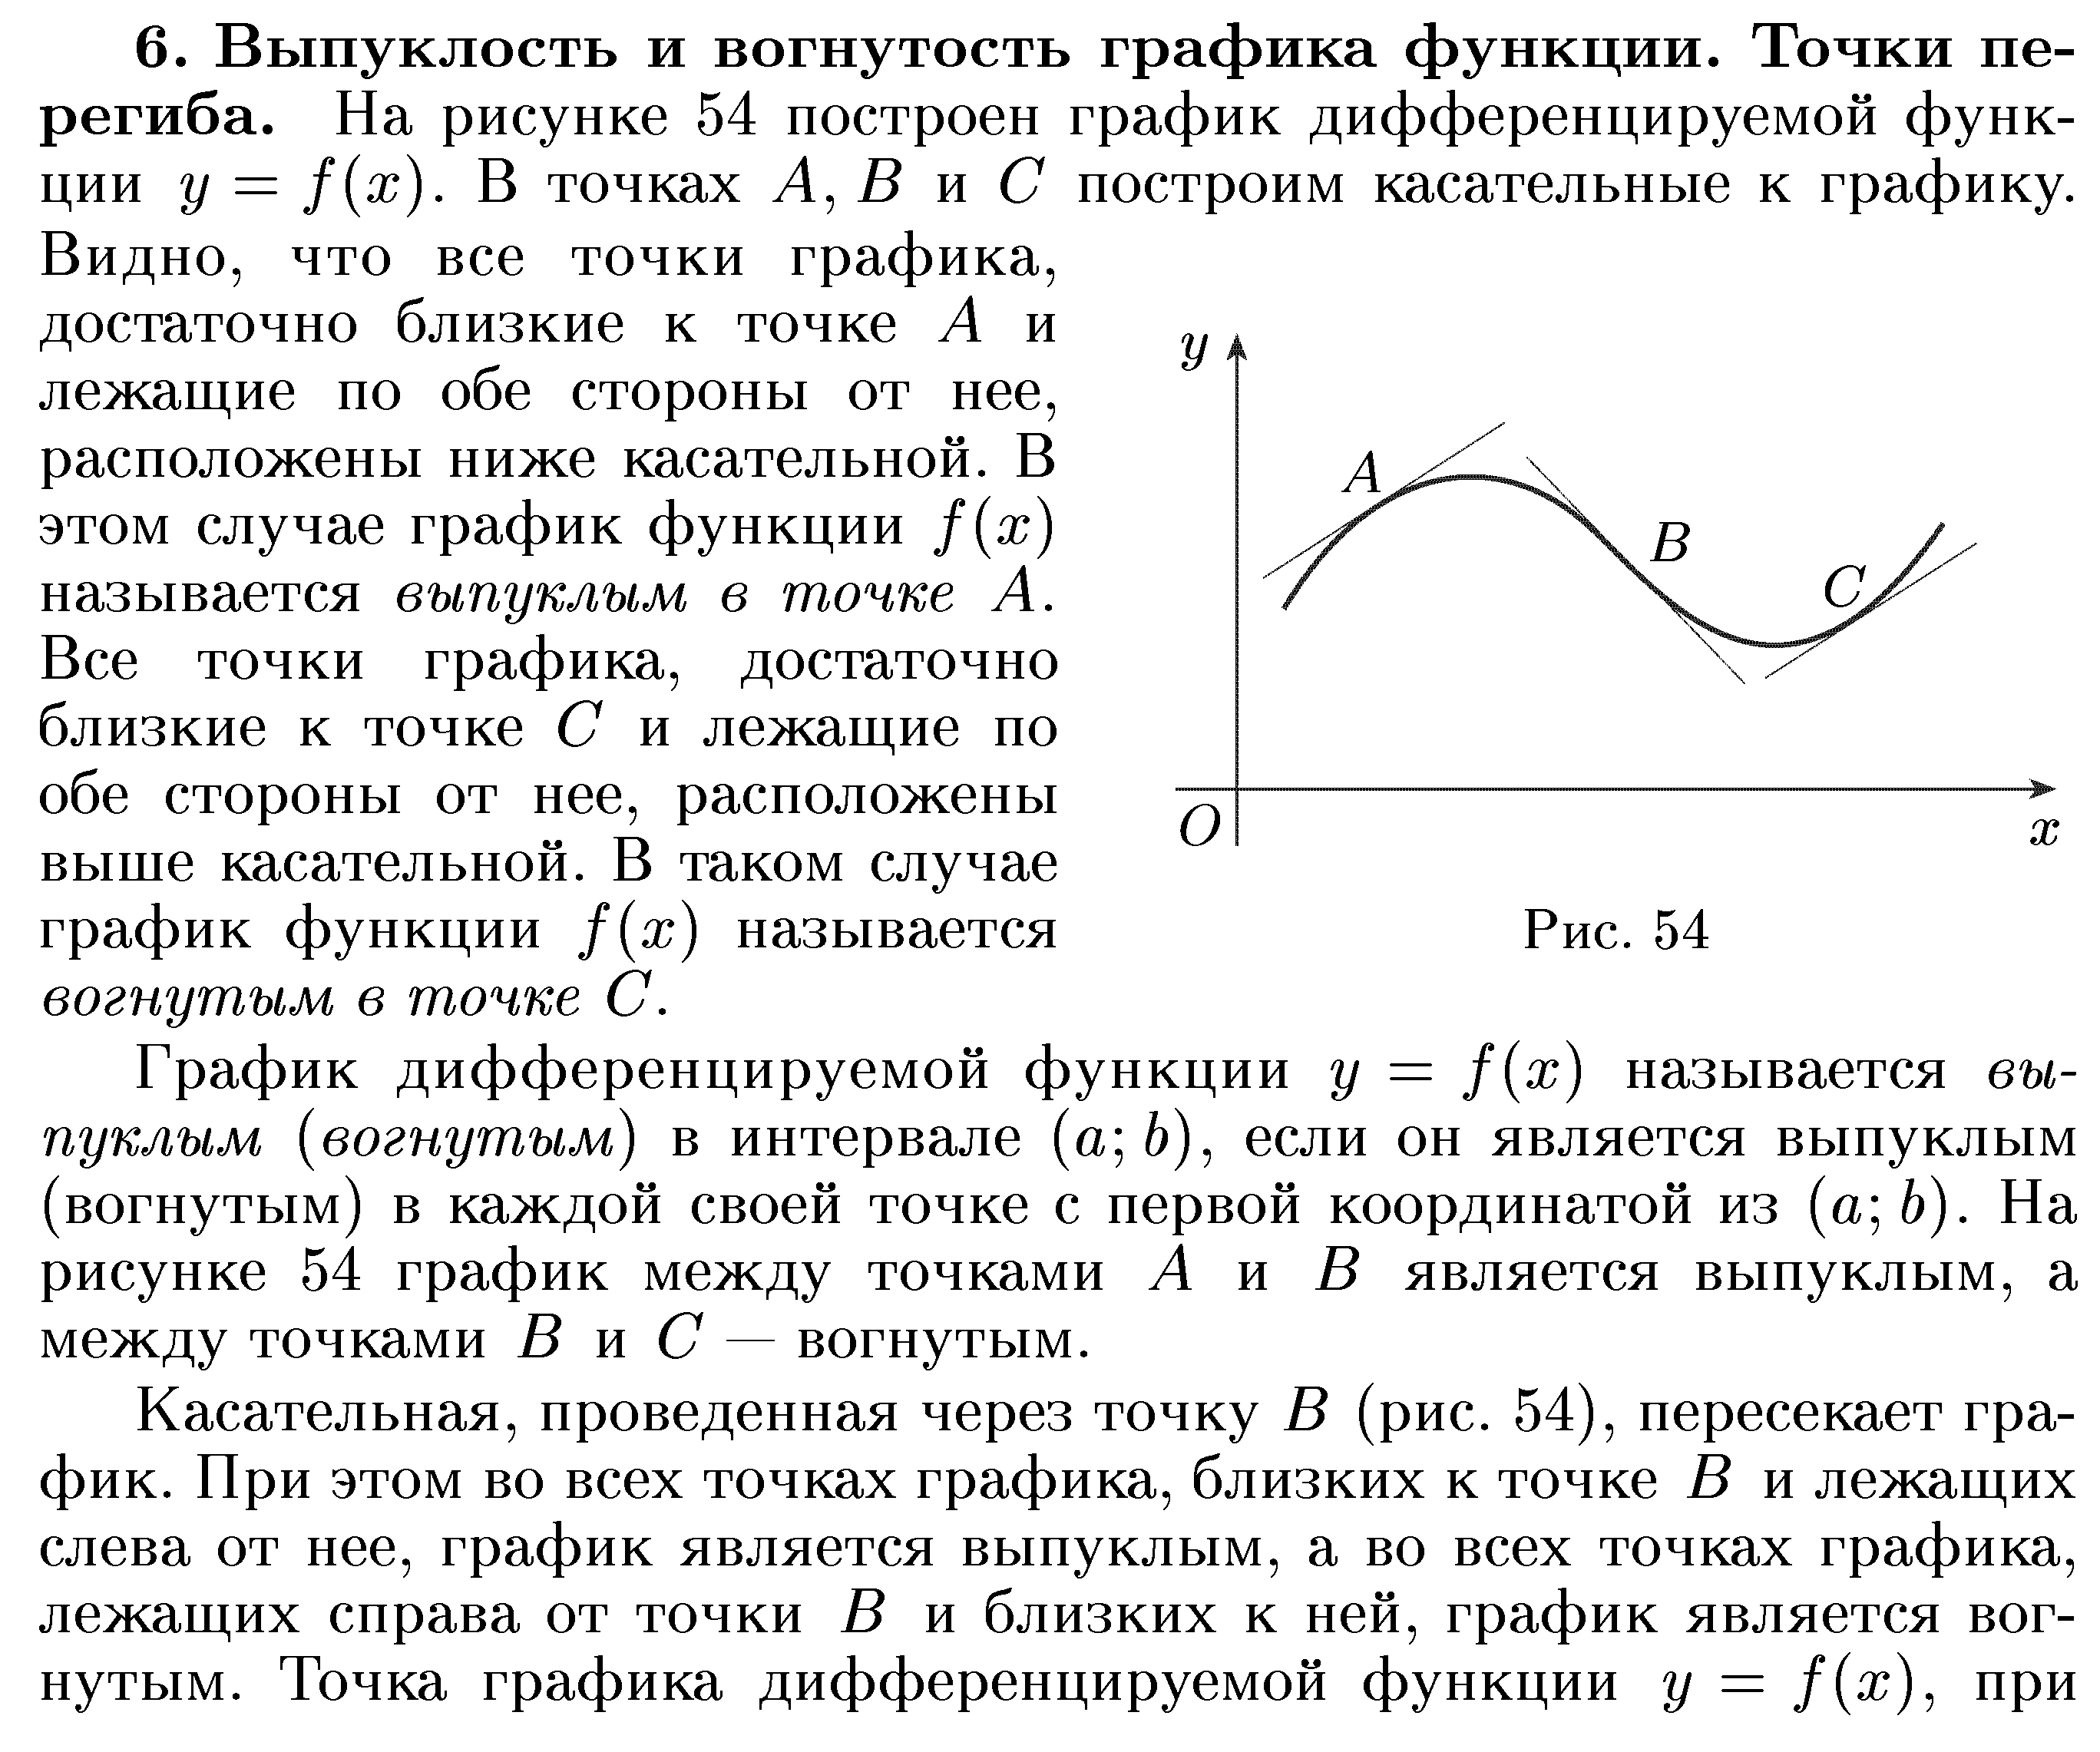 6. Выпуклость и вогнутость графика функции. Точки пе-
региба. На рисунке 54 построен график дифференцируемой функ-
ции y = f(x). В точках A, B и C построим касательные к графику.
Видно, что все точки графика,
достаточно близкие к точке A и
лежащие по обе стороны от нее,
расположены ниже касательной. В
этом случае график функции f(x)
называется выпуклым в точке A.
Все точки графика, достаточно
близкие к точке C и лежащие по
обе стороны от нее, расположены
выше касательной. В таком случае
график функции f(x) называется
вогнутым в точке C.
y
A
B
C
O
x
Рис. 54
График дифференцируемой функции y = f(x) называется вы-
пуклым (вогнутым) в интервале (a; b), если он является выпуклым
(вогнутым) в каждой своей точке с первой координатой из (a; b). На
рисунке 54 график между точками A и B является выпуклым, а
между точками B и C — вогнутым.
Касательная, проведенная через точку B (рис. 54), пересекает гра-
фик. При этом во всех точках графика, близких к точке B и лежащих
слева от нее, график является выпуклым, а во всех точках графика,
лежащих справа от точки B и близких к ней, график является вог-
нутым. Точка графика дифференцируемой функции y = f(x), при